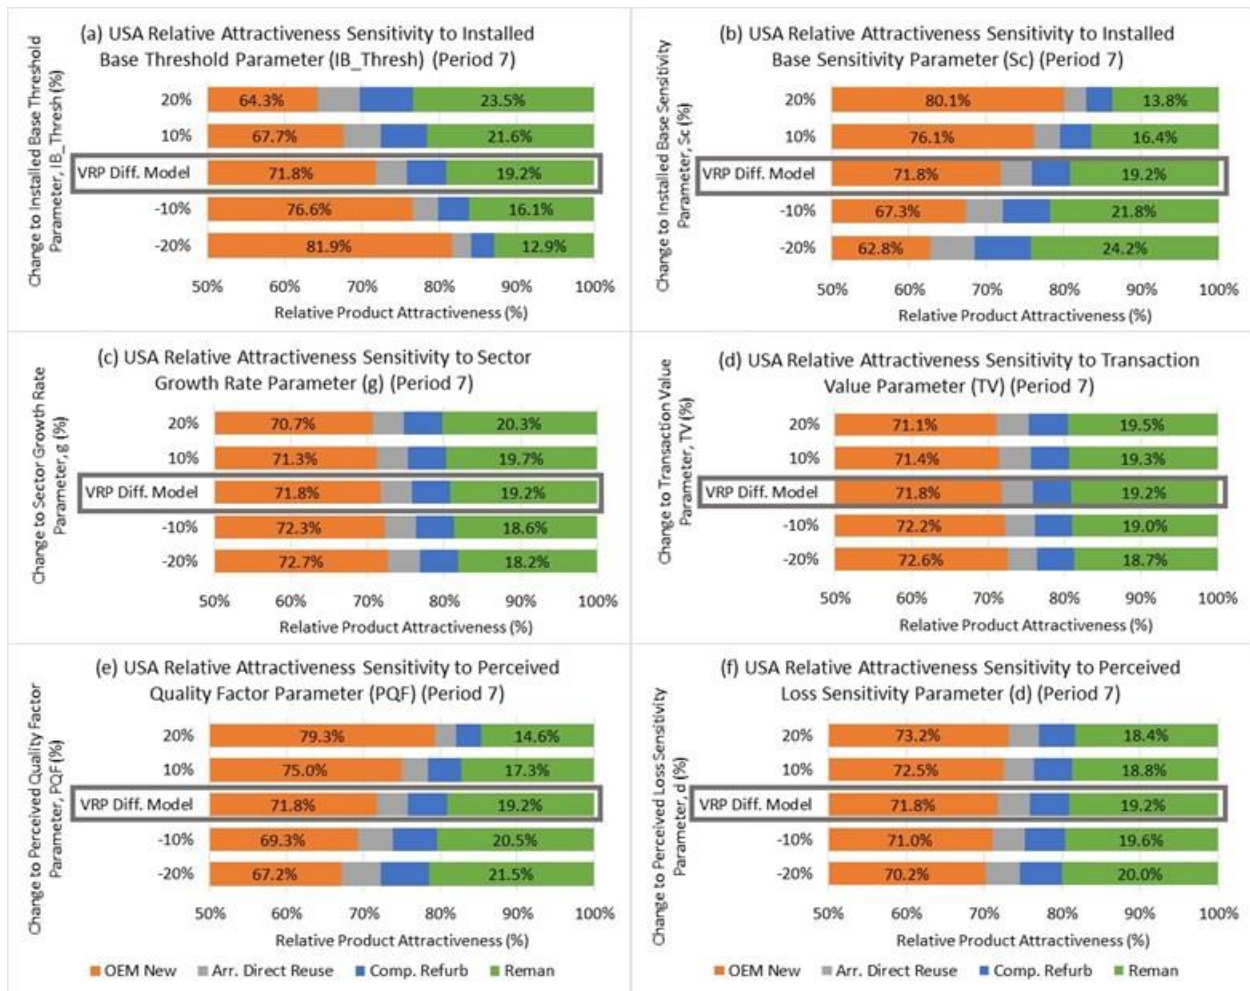 (a) USA Relative Attractiveness Sensitivity to Installed
Base Threshold Parameter (IB_Thresh) (Period 7)
Change to Installed Base Threshold
Parameter, IB_Thresh (%)
20% 64.3% 23.5%
10% 67.7% 21.6%
VRP Diff. Model 71.8% 19.2%
-10% 76.6% 16.1%
-20% 81.9% 12.9%
50% 60% 70% 80% 90% 100%
Relative Product Attractiveness (%)
(b) USA Relative Attractiveness Sensitivity to Installed
Base Sensitivity Parameter (Sc) (Period 7)
Change to Installed Base Sensitivity
Parameter, Sc (%)
20% 80.1% 13.8%
10% 76.1% 16.4%
VRP Diff. Model 71.8% 19.2%
-10% 67.3% 21.8%
-20% 62.8% 24.2%
50% 60% 70% 80% 90% 100%
Relative Product Attractiveness (%)
(c) USA Relative Attractiveness Sensitivity to Sector
Growth Rate Parameter (g) (Period 7)
Change to Sector Growth Rate
Parameter, g (%)
20% 70.7% 20.3%
10% 71.3% 19.7%
VRP Diff. Model 71.8% 19.2%
-10% 72.3% 18.6%
-20% 72.7% 18.2%
50% 60% 70% 80% 90% 100%
Relative Product Attractiveness (%)
(d) USA Relative Attractiveness Sensitivity to Transaction
Value Parameter (TV) (Period 7)
Change to Transaction Value
Parameter, TV (%)
20% 71.1% 19.5%
10% 71.4% 19.3%
VRP Diff. Model 71.8% 19.2%
-10% 72.2% 19.0%
-20% 72.6% 18.7%
50% 60% 70% 80% 90% 100%
Relative Product Attractiveness (%)
(e) USA Relative Attractiveness Sensitivity to Perceived
Quality Factor Parameter (PQF) (Period 7)
Change to Perceived Quality Factor
Parameter, PQF (%)
20% 79.3% 14.6%
10% 75.0% 17.3%
VRP Diff. Model 71.8% 19.2%
-10% 69.3% 20.5%
-20% 67.2% 21.5%
50% 60% 70% 80% 90% 100%
Relative Product Attractiveness (%)
OEM New Arr. Direct Reuse Comp. Refurb Reman
(f) USA Relative Attractiveness Sensitivity to Perceived
Loss Sensitivity Parameter (d) (Period 7)
Change to Perceived Loss Sensitivity
Parameter, d (%)
20% 73.2% 18.4%
10% 72.5% 18.8%
VRP Diff. Model 71.8% 19.2%
-10% 71.0% 19.6%
-20% 70.2% 20.0%
50% 60% 70% 80% 90% 100%
Relative Product Attractiveness (%)
OEM New Arr. Direct Reuse Comp. Refurb Reman